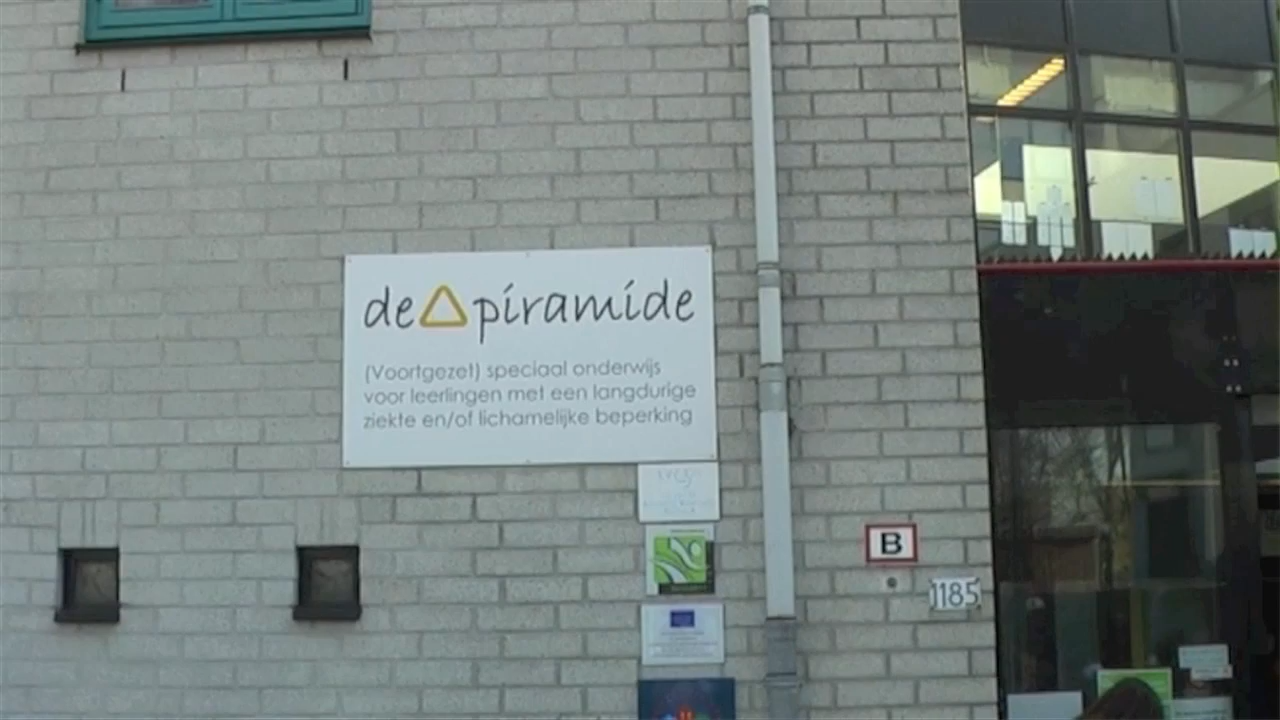 de piramide
(Voortgezet) speciaal onderwijs
voor leerlingen met een langdurige
ziekte en/of lichamelijke beperking
B
1185